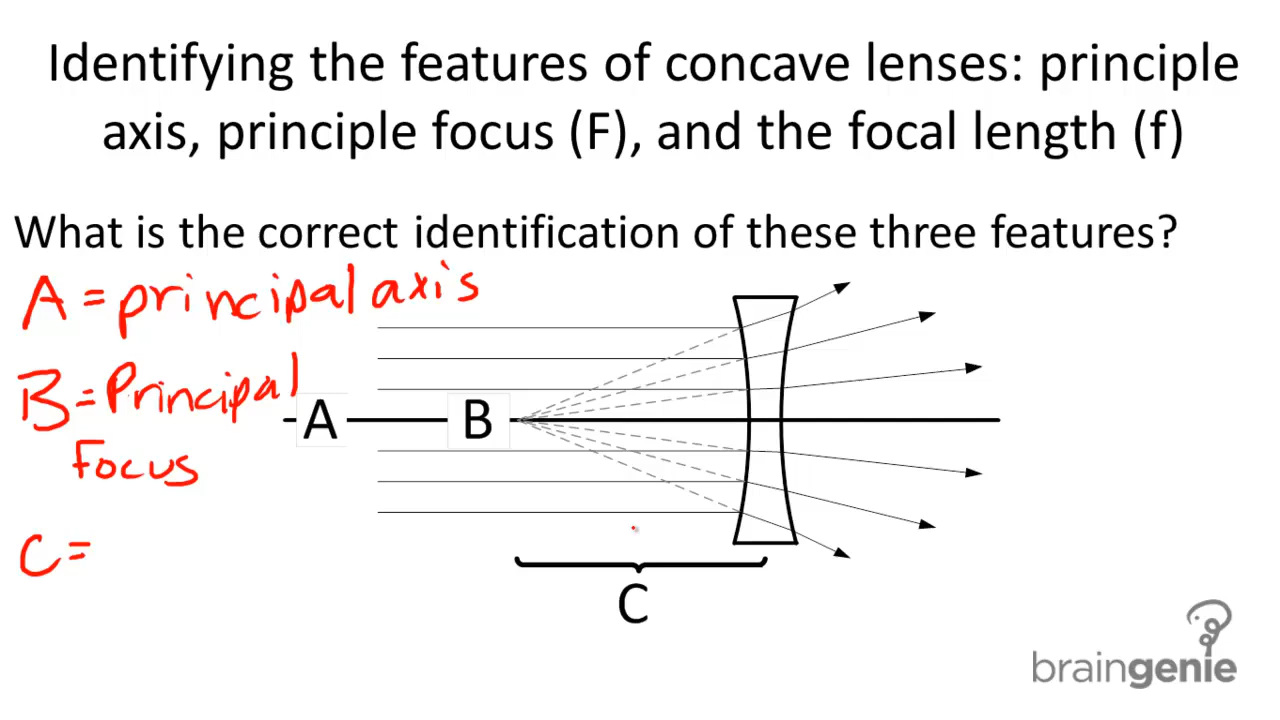 Identifying the features of concave lenses: principle
axis, principle focus (F), and the focal length (f)
What is the correct identification of these three features?
A = principal axis
B = Principal
Focus
C =
A
B
C
braingenie